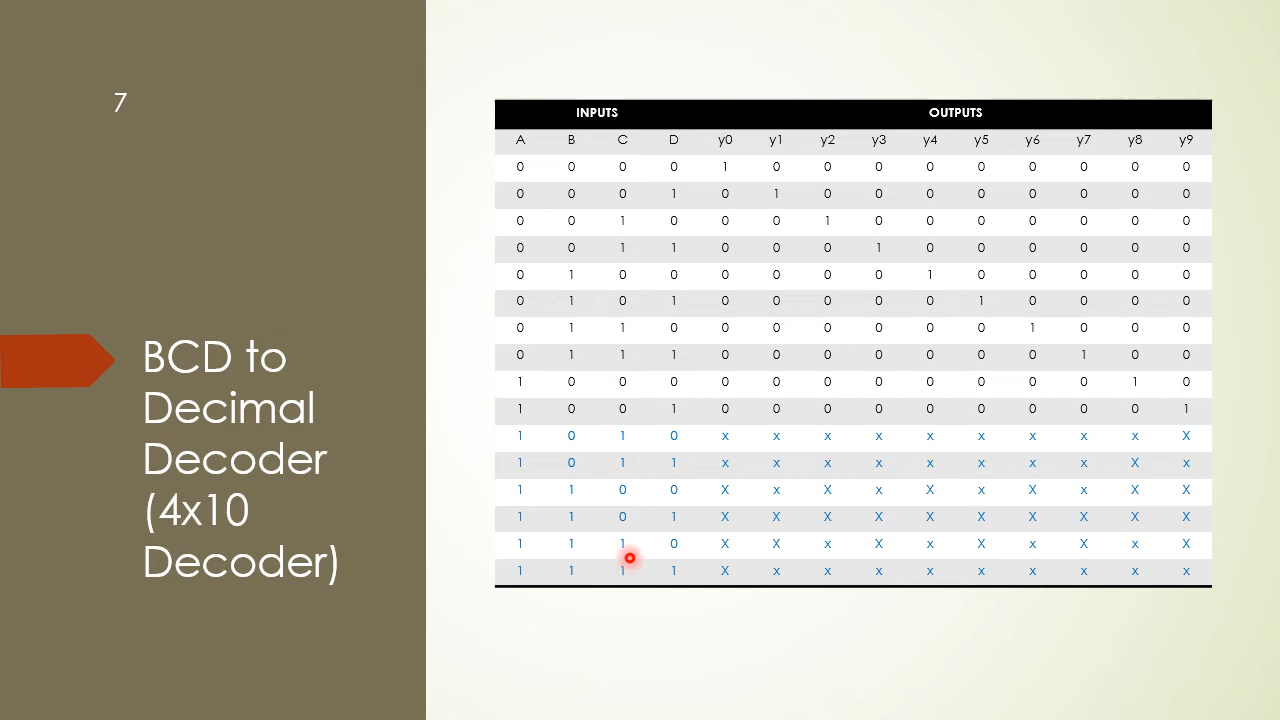 7
BCD to
Decimal
Decoder
(4x10
Decoder)
INPUTS OUTPUTS
A B C D y0 y1 y2 y3 y4 y5 y6 y7 y8 y9
0 0 0 0 1 0 0 0 0 0 0 0 0 0
0 0 0 1 0 1 0 0 0 0 0 0 0 0
0 0 1 0 0 0 1 0 0 0 0 0 0 0
0 0 1 1 0 0 0 1 0 0 0 0 0 0
0 1 0 0 0 0 0 0 1 0 0 0 0 0
0 1 0 1 0 0 0 0 0 1 0 0 0 0
0 1 1 0 0 0 0 0 0 0 1 0 0 0
0 1 1 1 0 0 0 0 0 0 0 1 0 0
1 0 0 0 0 0 0 0 0 0 0 0 1 0
1 0 0 1 0 0 0 0 0 0 0 0 0 1
1 0 1 0 x x x x x x x x x X
1 0 1 1 x x x x x x x x X x
1 1 0 0 X x X X x x X x X X
1 1 0 1 X X X X X X X X X X
1 1 1 0 X X X X x x X x x X
1 1 1 1 X x x x x x x x x x